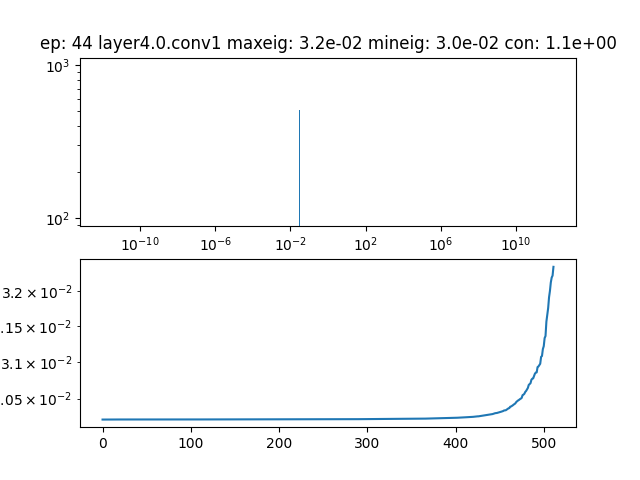 ep: 44 layer4.0.conv1 maxeig: 3.2e-02 mineig: 3.0e-02 con: 1.1e+00
10³
10²
10⁻¹⁰ 10⁻⁶ 10⁻² 10² 10⁶ 10¹⁰
3.2 × 10⁻²
.15 × 10⁻²
3.1 × 10⁻²
.05 × 10⁻²
0 100 200 300 400 500